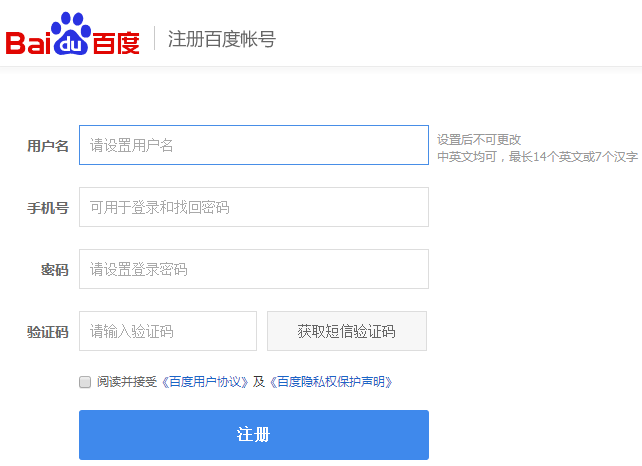 Bai du 百度 注册百度帐号
用户名 请设置用户名 设置后不可更改
中英文均可，最长14个英文或7个汉字
手机号 可用于登录和找回密码
密码 请设置登录密码
验证码 请输入验证码 获取短信验证码
阅读并接受《百度用户协议》及《百度隐私权保护声明》
注册